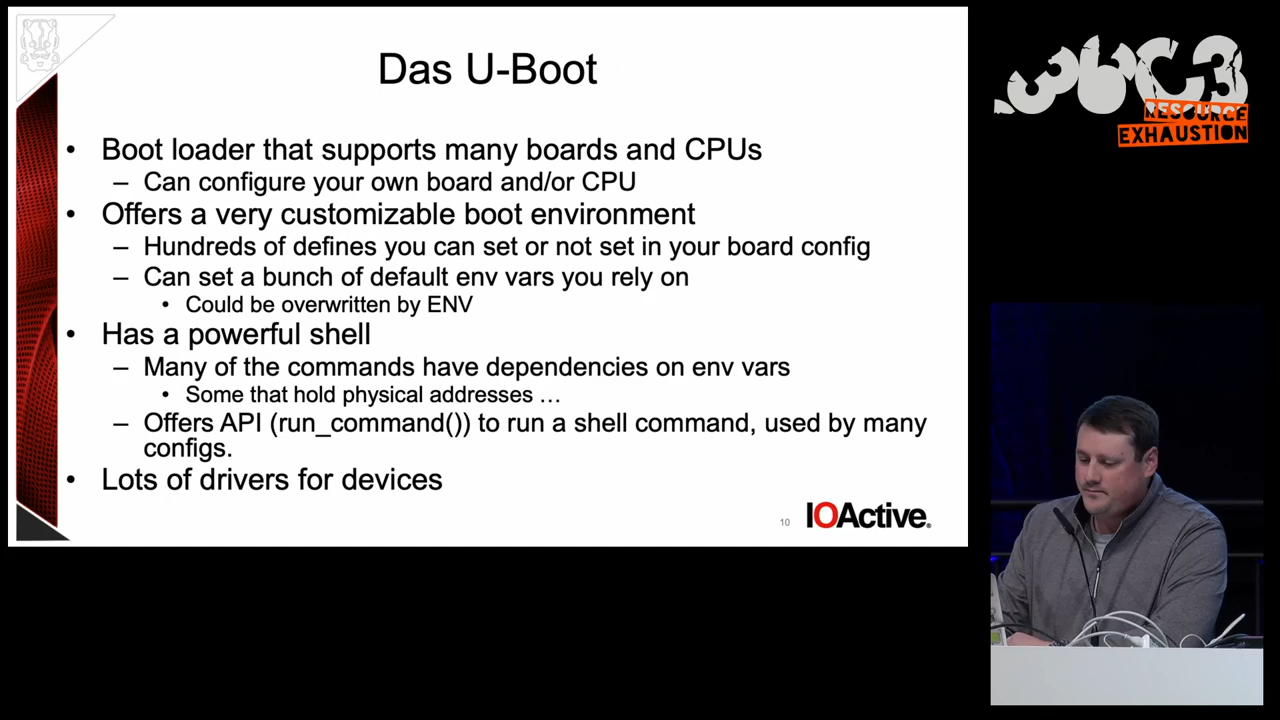 Das U-Boot
• Boot loader that supports many boards and CPUs
– Can configure your own board and/or CPU
• Offers a very customizable boot environment
– Hundreds of defines you can set or not set in your board config
– Can set a bunch of default env vars you rely on
• Could be overwritten by ENV
• Has a powerful shell
– Many of the commands have dependencies on env vars
• Some that hold physical addresses …
– Offers API (run_command()) to run a shell command, used by many
configs.
• Lots of drivers for devices
10
IOActive.
36C3
RESOURCE
EXHAUSTION